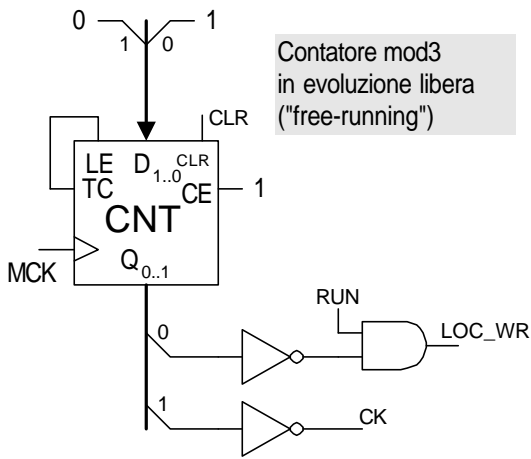 0 1
1 0
Contatore mod3
in evoluzione libera
("free-running")
CLR
LE D1..0 CLR
TC CE 1
CNT
MCK
Q0..1
RUN
0
LOC_WR
1
CK